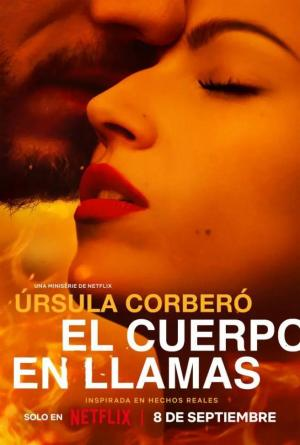 UNA MINISERIE DE NETFLIX
ÚRSULA CORBERÓ
EL CUERPO
EN LLAMAS
INSPIRADA EN HECHOS REALES
SOLO EN NETFLIX | 8 DE SEPTIEMBRE